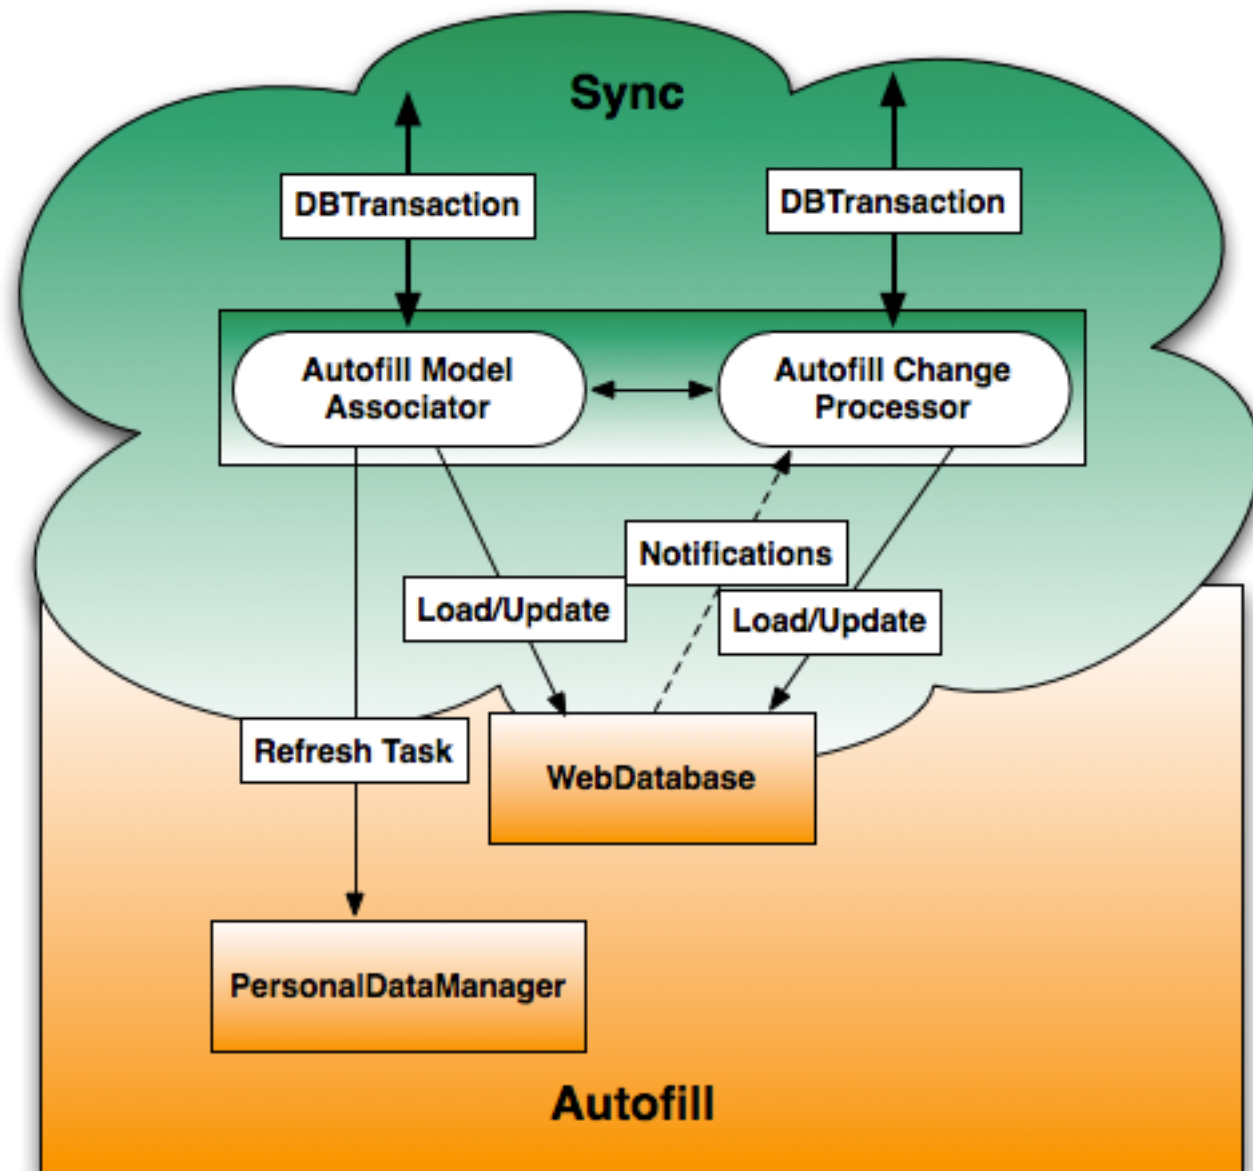 Sync
DBTransaction
DBTransaction
Autofill Model
Associator
Autofill Change
Processor
Notifications
Load/Update
Load/Update
Refresh Task
WebDatabase
PersonalDataManager
Autofill